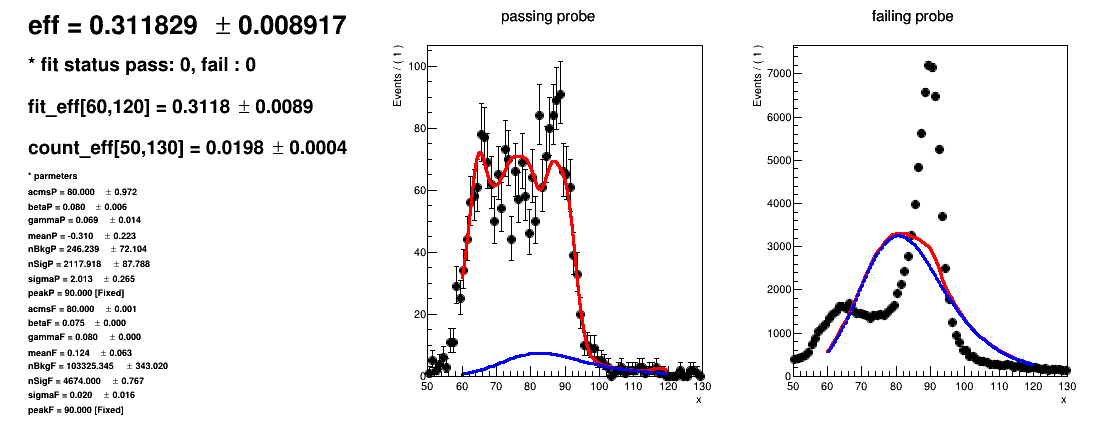 eff = 0.311829 ± 0.008917
* fit status pass: 0, fail : 0
fit_eff[60,120] = 0.3118 ± 0.0089
count_eff[50,130] = 0.0198 ± 0.0004
* parmeters
acmsP = 80.000 ± 0.972
betaP = 0.080 ± 0.006
gammaP = 0.069 ± 0.014
meanP = -0.310 ± 0.223
nBkgP = 246.239 ± 72.104
nSigP = 2117.918 ± 87.788
sigmaP = 2.013 ± 0.265
peakP = 90.000 [Fixed]
acmsF = 80.000 ± 0.001
betaF = 0.075 ± 0.000
gammaF = 0.080 ± 0.000
meanF = 0.124 ± 0.063
nBkgF = 103325.345 ± 343.020
nSigF = 4674.000 ± 0.767
sigmaF = 0.020 ± 0.016
peakF = 90.000 [Fixed]
passing probe
Events / ( 1 )
100
80
60
40
20
0
50 60 70 80 90 100 110 120 130
x
failing probe
Events / ( 1 )
7000
6000
5000
4000
3000
2000
1000
0
50 60 70 80 90 100 110 120 130
x